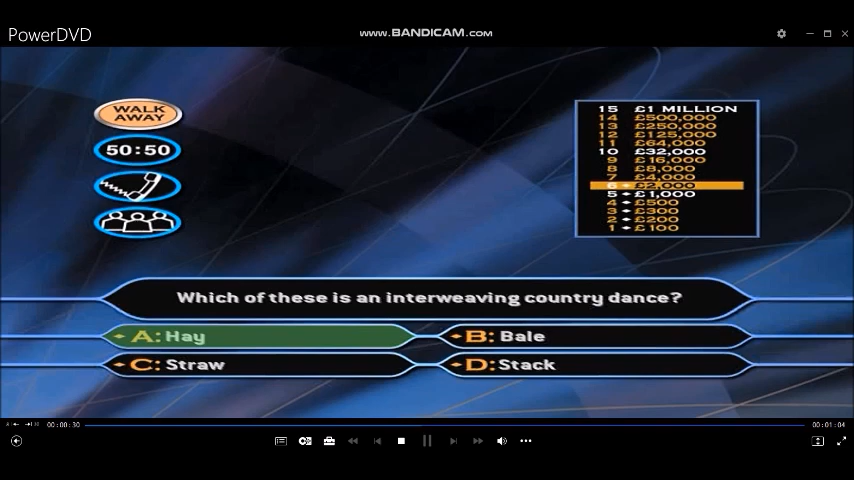 PowerDVD
www.BANDICAM.com
WALK
AWAY
50:50
15 £1 MILLION
14 £500,000
13 £250,000
12 £125,000
11 £64,000
10 £32,000
9 £16,000
8 £8,000
7 £4,000
6 £2,000
5 £1,000
4 £500
3 £300
2 £200
1 £100
Which of these is an interweaving country dance?
A: Hay
B: Bale
C: Straw
D: Stack
00:00:30
00:01:04